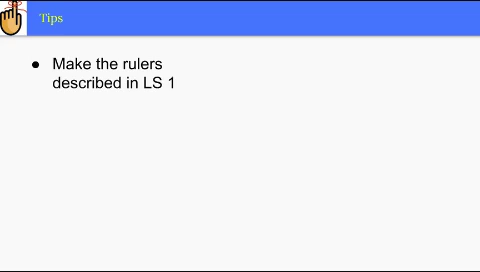 Tips
● Make the rulers
described in LS 1